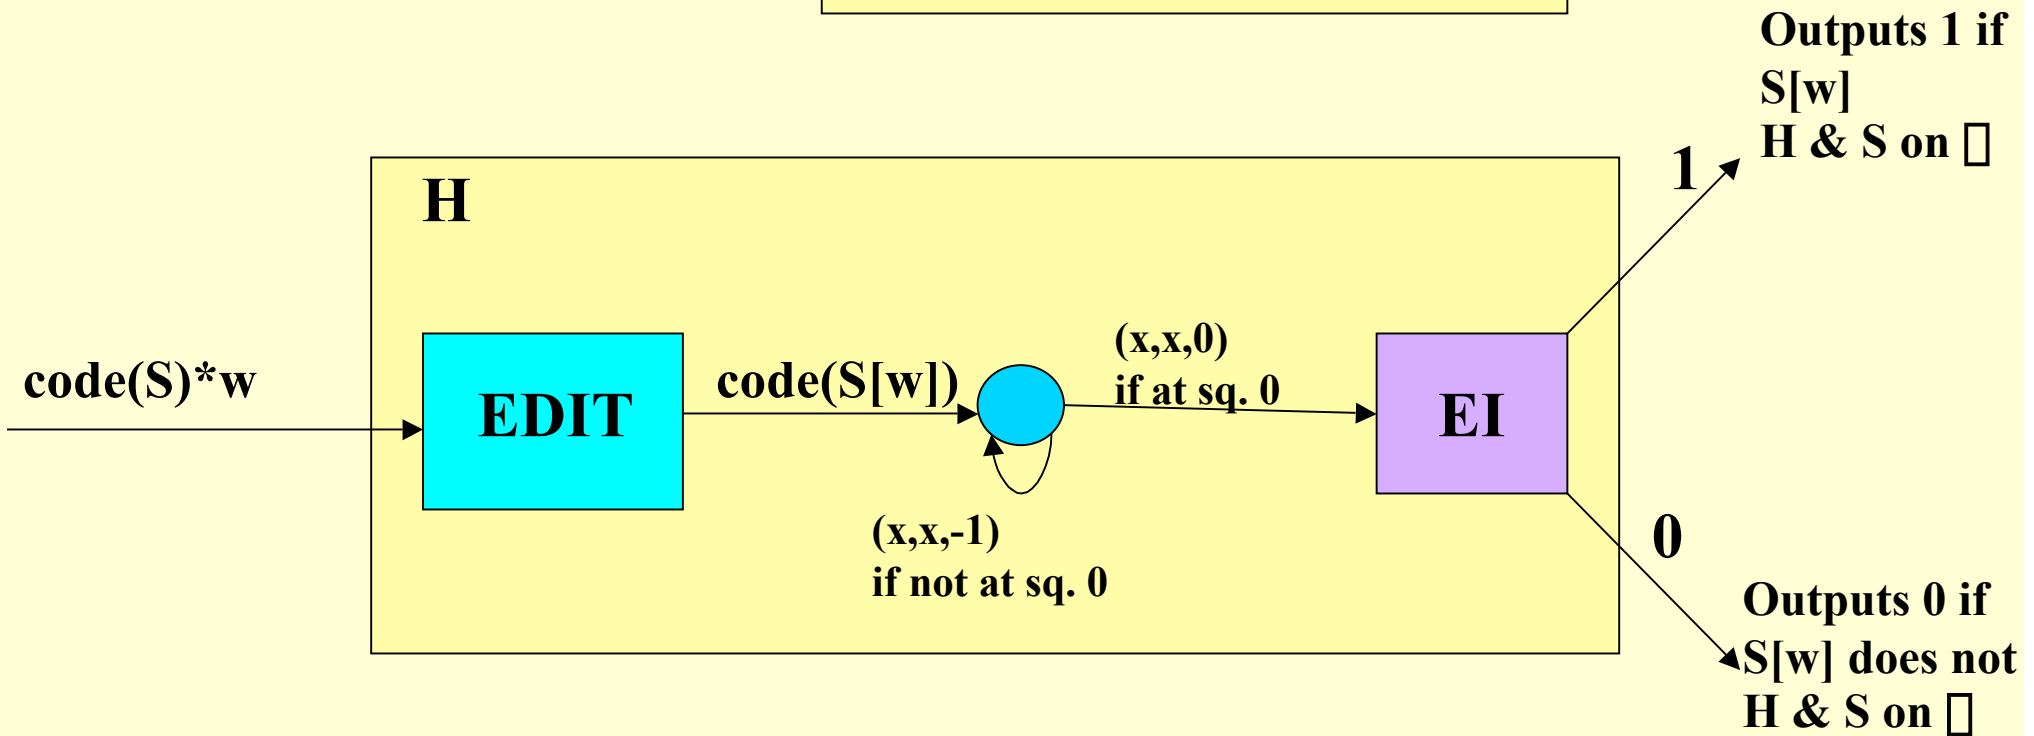 Outputs 1 if
S[w]
H & S on □
1
H
code(S)*w
EDIT
code(S[w])
(x,x,0)
if at sq. 0
EI
(x,x,-1)
if not at sq. 0
0
Outputs 0 if
S[w] does not
H & S on □